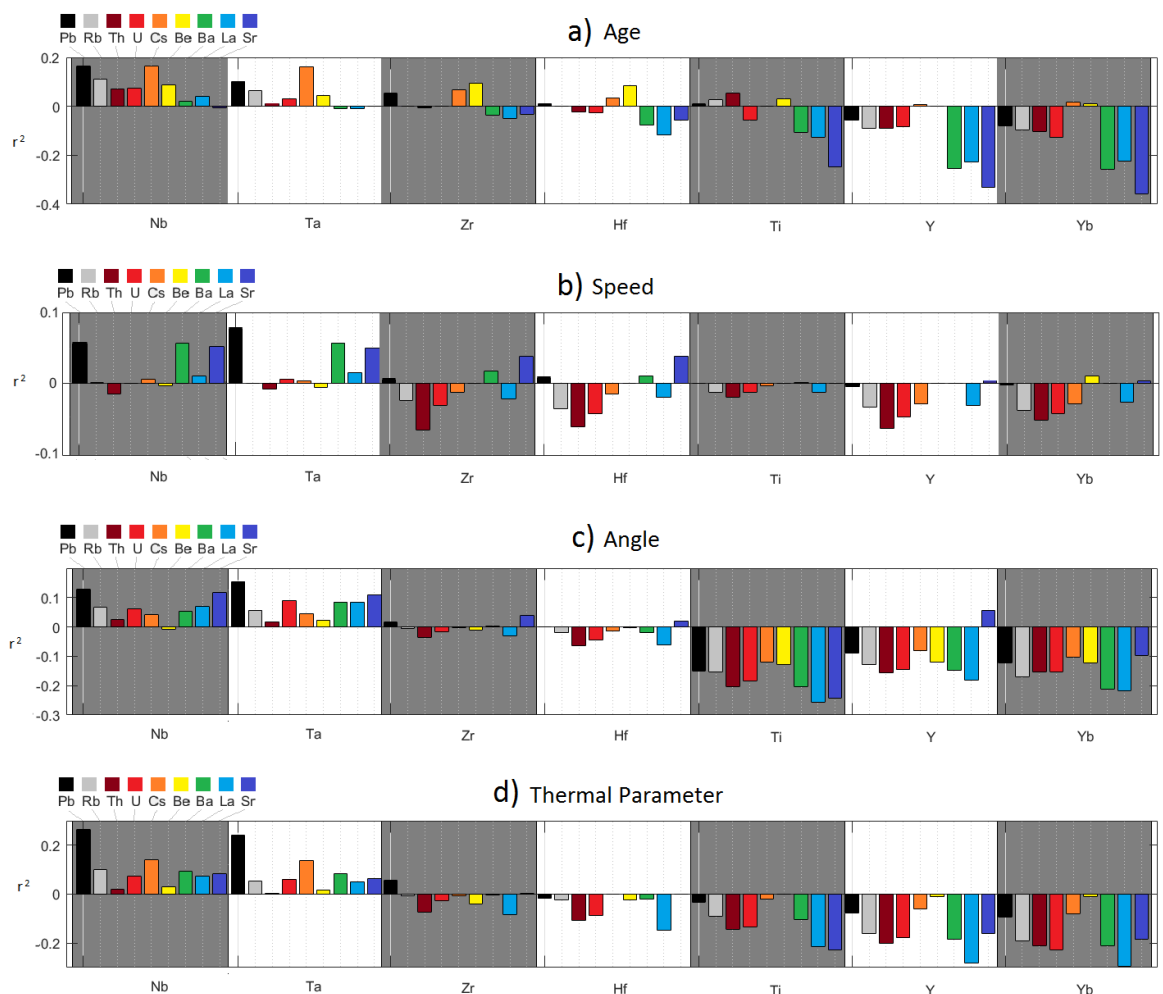 a) Age
Pb Rb Th U Cs Be Ba La Sr
0.2
0
r²
-0.2
-0.4
Nb Ta Zr Hf Ti Y Yb
b) Speed
Pb Rb Th U Cs Be Ba La Sr
0.1
r² 0
-0.1
Nb Ta Zr Hf Ti Y Yb
c) Angle
Pb Rb Th U Cs Be Ba La Sr
0.1
0
r²
-0.1
-0.2
-0.3
Nb Ta Zr Hf Ti Y Yb
d) Thermal Parameter
Pb Rb Th U Cs Be Ba La Sr
0.2
r² 0
-0.2
Nb Ta Zr Hf Ti Y Yb